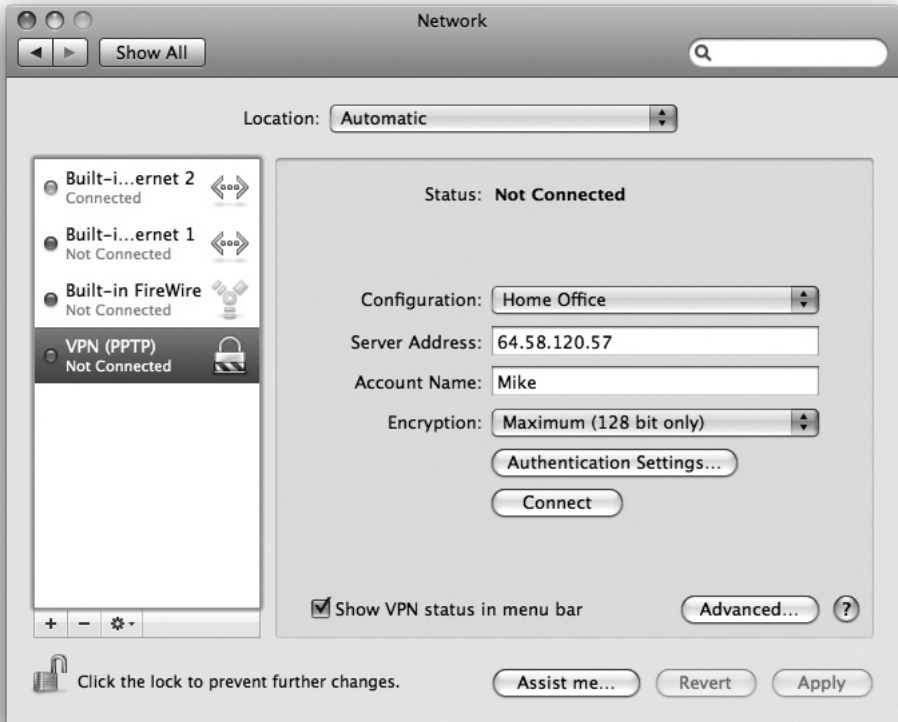 Network
Show All
Location: Automatic
Built-i...ernet 2
Connected
Built-i...ernet 1
Not Connected
Built-in FireWire
Not Connected
VPN (PPTP)
Not Connected
Status: Not Connected
Configuration: Home Office
Server Address: 64.58.120.57
Account Name: Mike
Encryption: Maximum (128 bit only)
Authentication Settings...
Connect
Show VPN status in menu bar
Advanced... ?
+ −
Click the lock to prevent further changes.
Assist me... Revert Apply